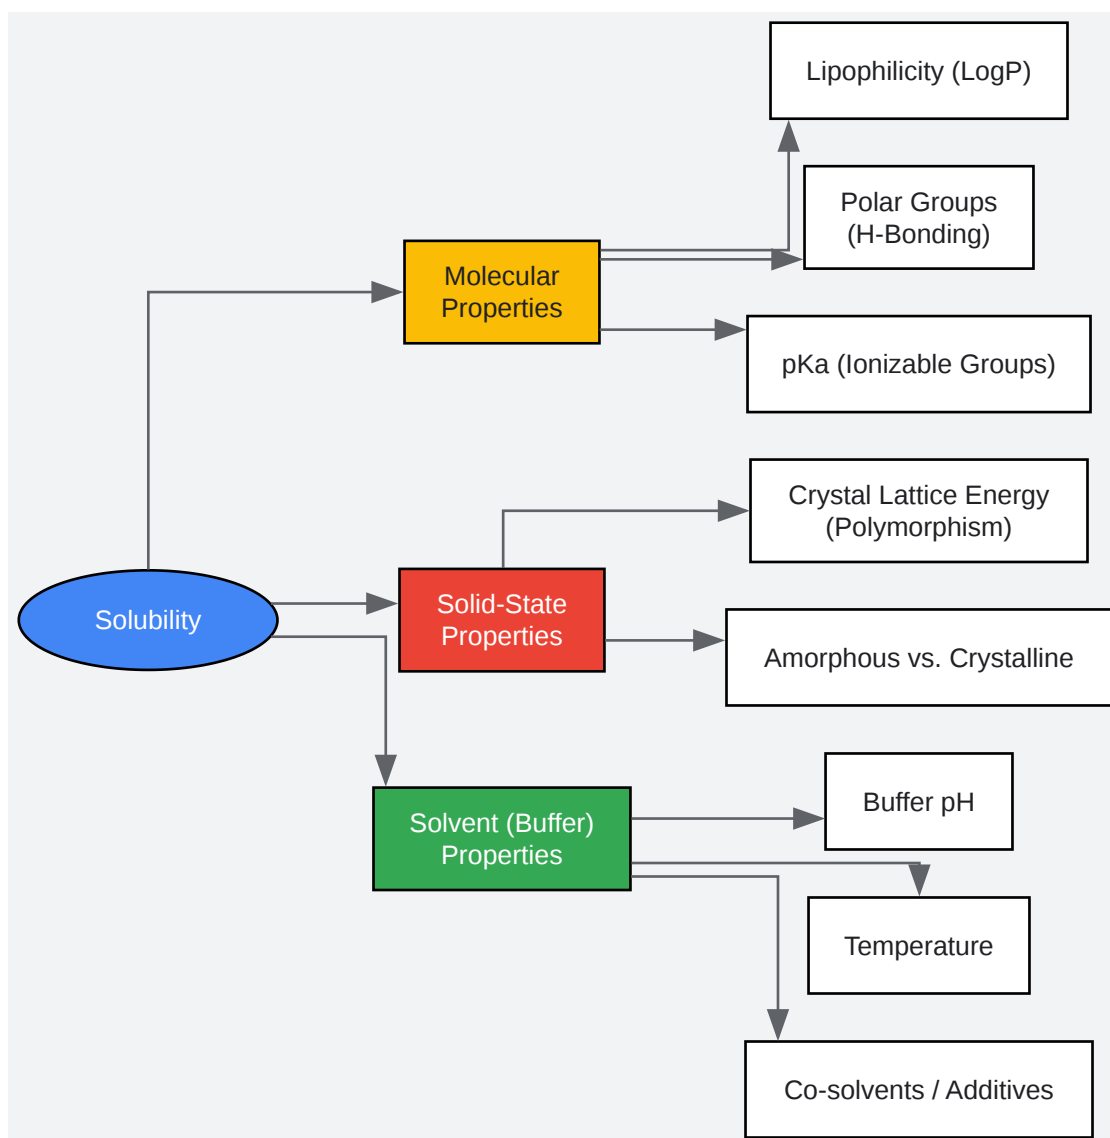 Lipophilicity (LogP)
Polar Groups
(H-Bonding)
Molecular
Properties
pKa (Ionizable Groups)
Crystal Lattice Energy
(Polymorphism)
Solubility
Solid-State
Properties
Amorphous vs. Crystalline
Buffer pH
Solvent (Buffer)
Properties
Temperature
Co-solvents / Additives